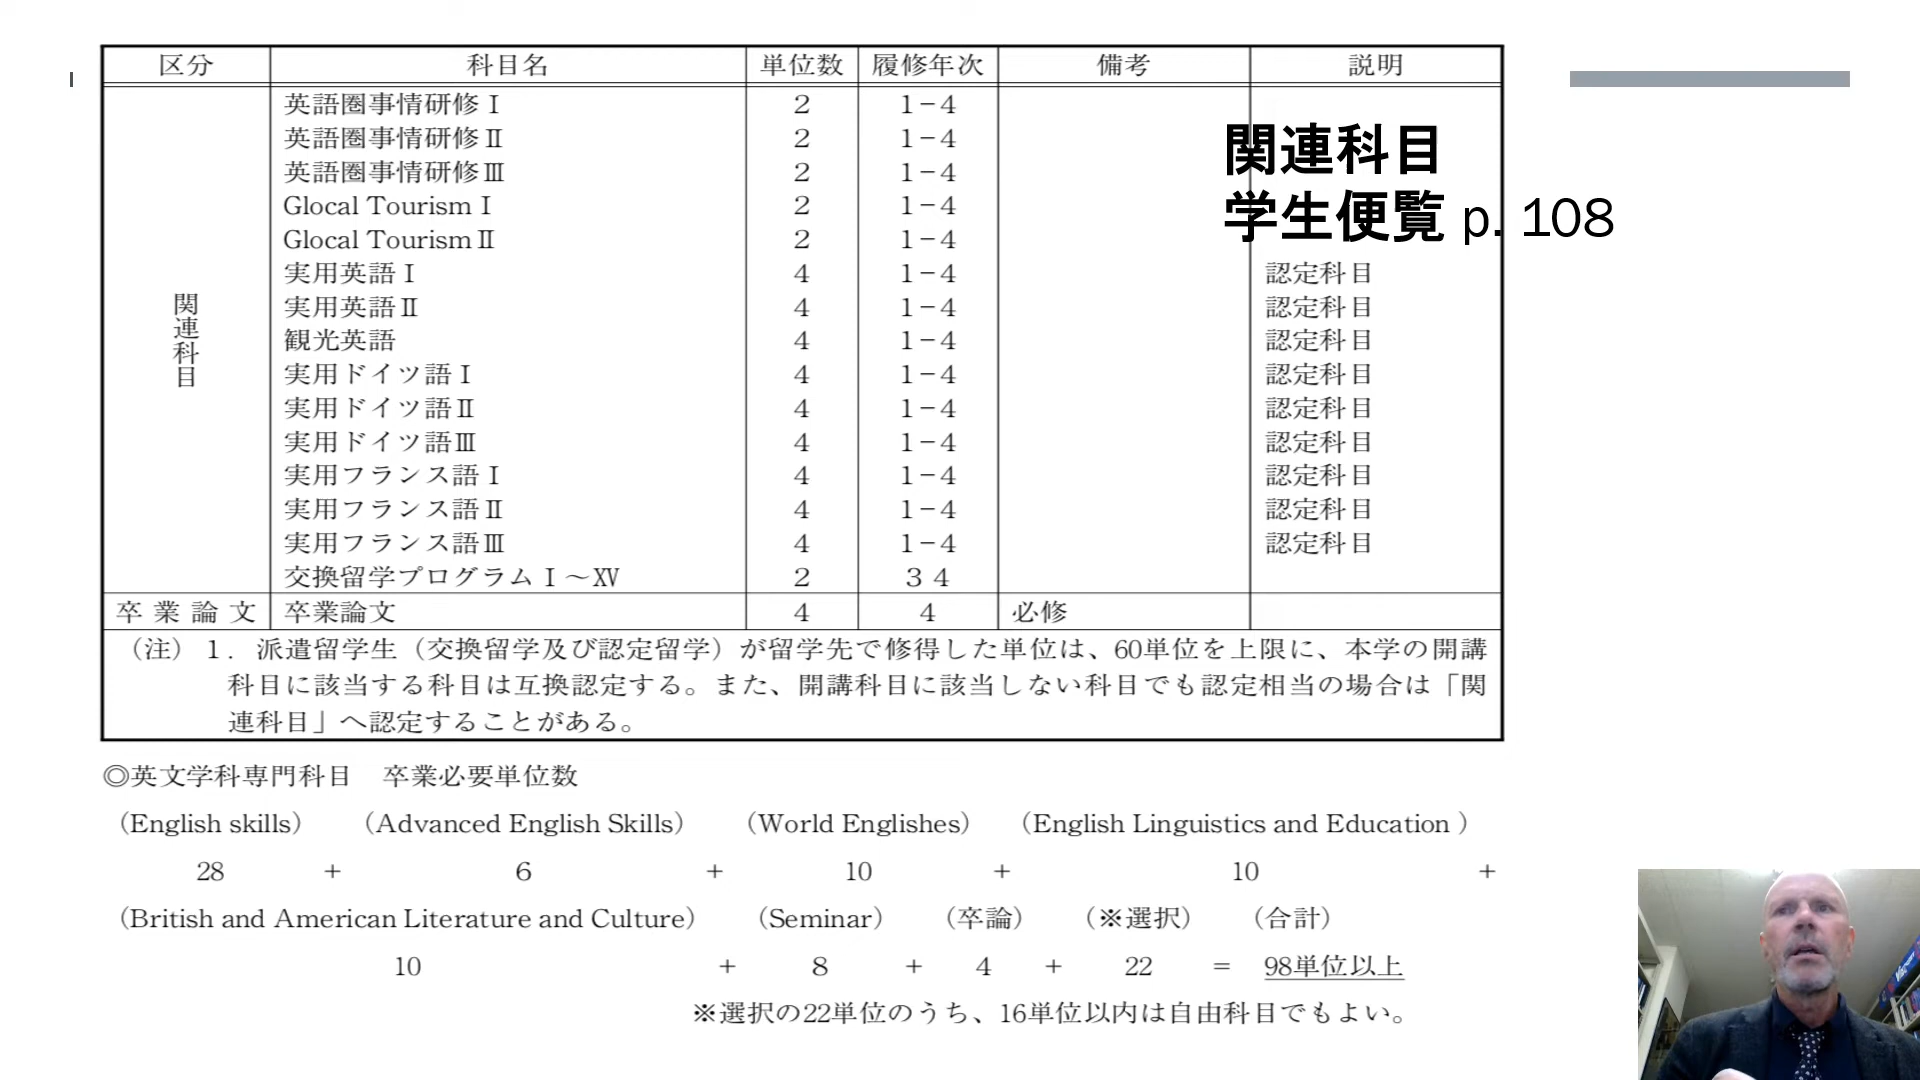 区分 科目名 単位数 履修年次 備考 説明
関連科目
英語圏事情研修Ⅰ 2 1−4
英語圏事情研修Ⅱ 2 1−4
英語圏事情研修Ⅲ 2 1−4
Glocal TourismⅠ 2 1−4
Glocal TourismⅡ 2 1−4
実用英語Ⅰ 4 1−4 認定科目
実用英語Ⅱ 4 1−4 認定科目
観光英語 4 1−4 認定科目
実用ドイツ語Ⅰ 4 1−4 認定科目
実用ドイツ語Ⅱ 4 1−4 認定科目
実用ドイツ語Ⅲ 4 1−4 認定科目
実用フランス語Ⅰ 4 1−4 認定科目
実用フランス語Ⅱ 4 1−4 認定科目
実用フランス語Ⅲ 4 1−4 認定科目
交換留学プログラムⅠ～XV 2 3 4
卒業論文 卒業論文 4 4 必修
（注）１．派遣留学生（交換留学及び認定留学）が留学先で修得した単位は、60単位を上限に、本学の開講
科目に該当する科目は互換認定する。また、開講科目に該当しない科目でも認定相当の場合は「関
連科目」へ認定することがある。
関連科目
学生便覧 p. 108
◎英文学科専門科目　卒業必要単位数
（English skills） （Advanced English Skills） （World Englishes） （English Linguistics and Education ）
28 + 6 + 10 + 10 +
（British and American Literature and Culture） （Seminar） （卒論） （※選択） （合計）
10 + 8 + 4 + 22 = 98単位以上
※選択の22単位のうち、16単位以内は自由科目でもよい。